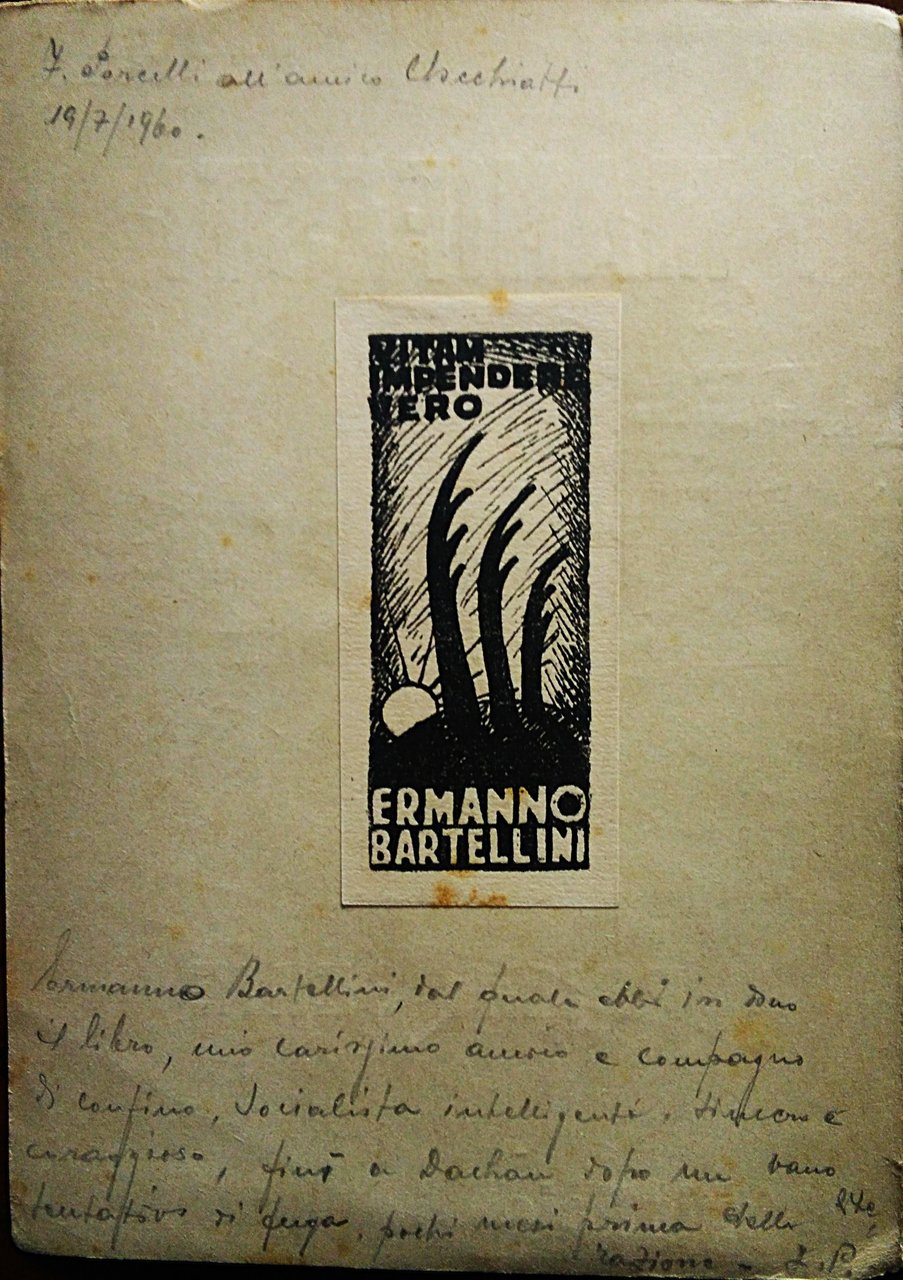 F. Porcelli all'amico Checchiatti
19/7/1960.
VITAM
IMPENDERE
VERO
ERMANNO
BARTELLINI
Ermanno Bartellini, dal quale ebbi in dono
il libro, mio carissimo amico e compagno
di confino, Socialista intelligente, sincero e
coraggioso, finì a Dachau dopo un vano
tentativo di fuga, pochi mesi prima della
razione -